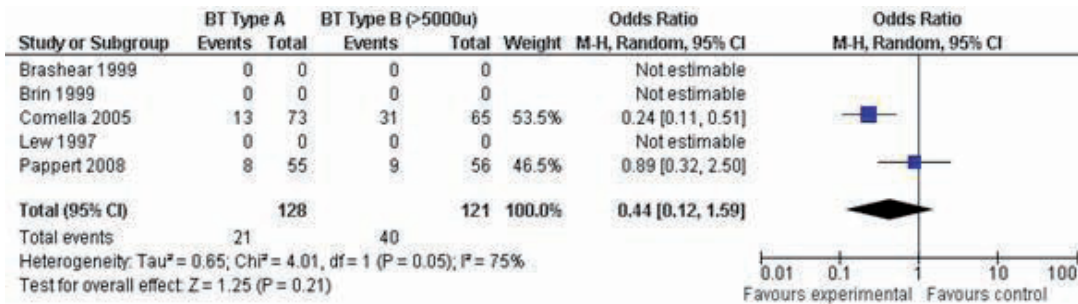 BT Type A BT Type B (>5000u) Odds Ratio Odds Ratio
Study or Subgroup Events Total Events Total Weight M-H, Random, 95% CI M-H, Random, 95% CI
Brashear 1999 0 0 0 0 Not estimable
Brin 1999 0 0 0 0 Not estimable
Comella 2005 13 73 31 65 53.5% 0.24 [0.11, 0.51]
Lew 1997 0 0 0 0 Not estimable
Pappert 2008 8 55 9 56 46.5% 0.89 [0.32, 2.50]
Total (95% CI) 128 121 100.0% 0.44 [0.12, 1.59]
Total events 21 40
Heterogeneity: Tau² = 0.65; Chi² = 4.01, df = 1 (P = 0.05); I² = 75%
Test for overall effect: Z = 1.25 (P = 0.21)
0.01 0.1 1 10 100
Favours experimental Favours control